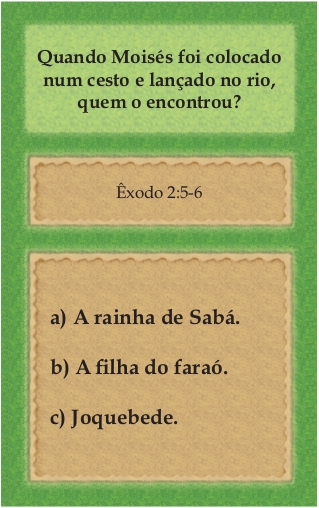 Quando Moisés foi colocado
num cesto e lançado no rio,
quem o encontrou?
Êxodo 2:5-6
a) A rainha de Sabá.
b) A filha do faraó.
c) Joquebede.